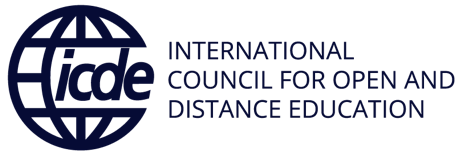 icde
INTERNATIONAL
COUNCIL FOR OPEN AND
DISTANCE EDUCATION